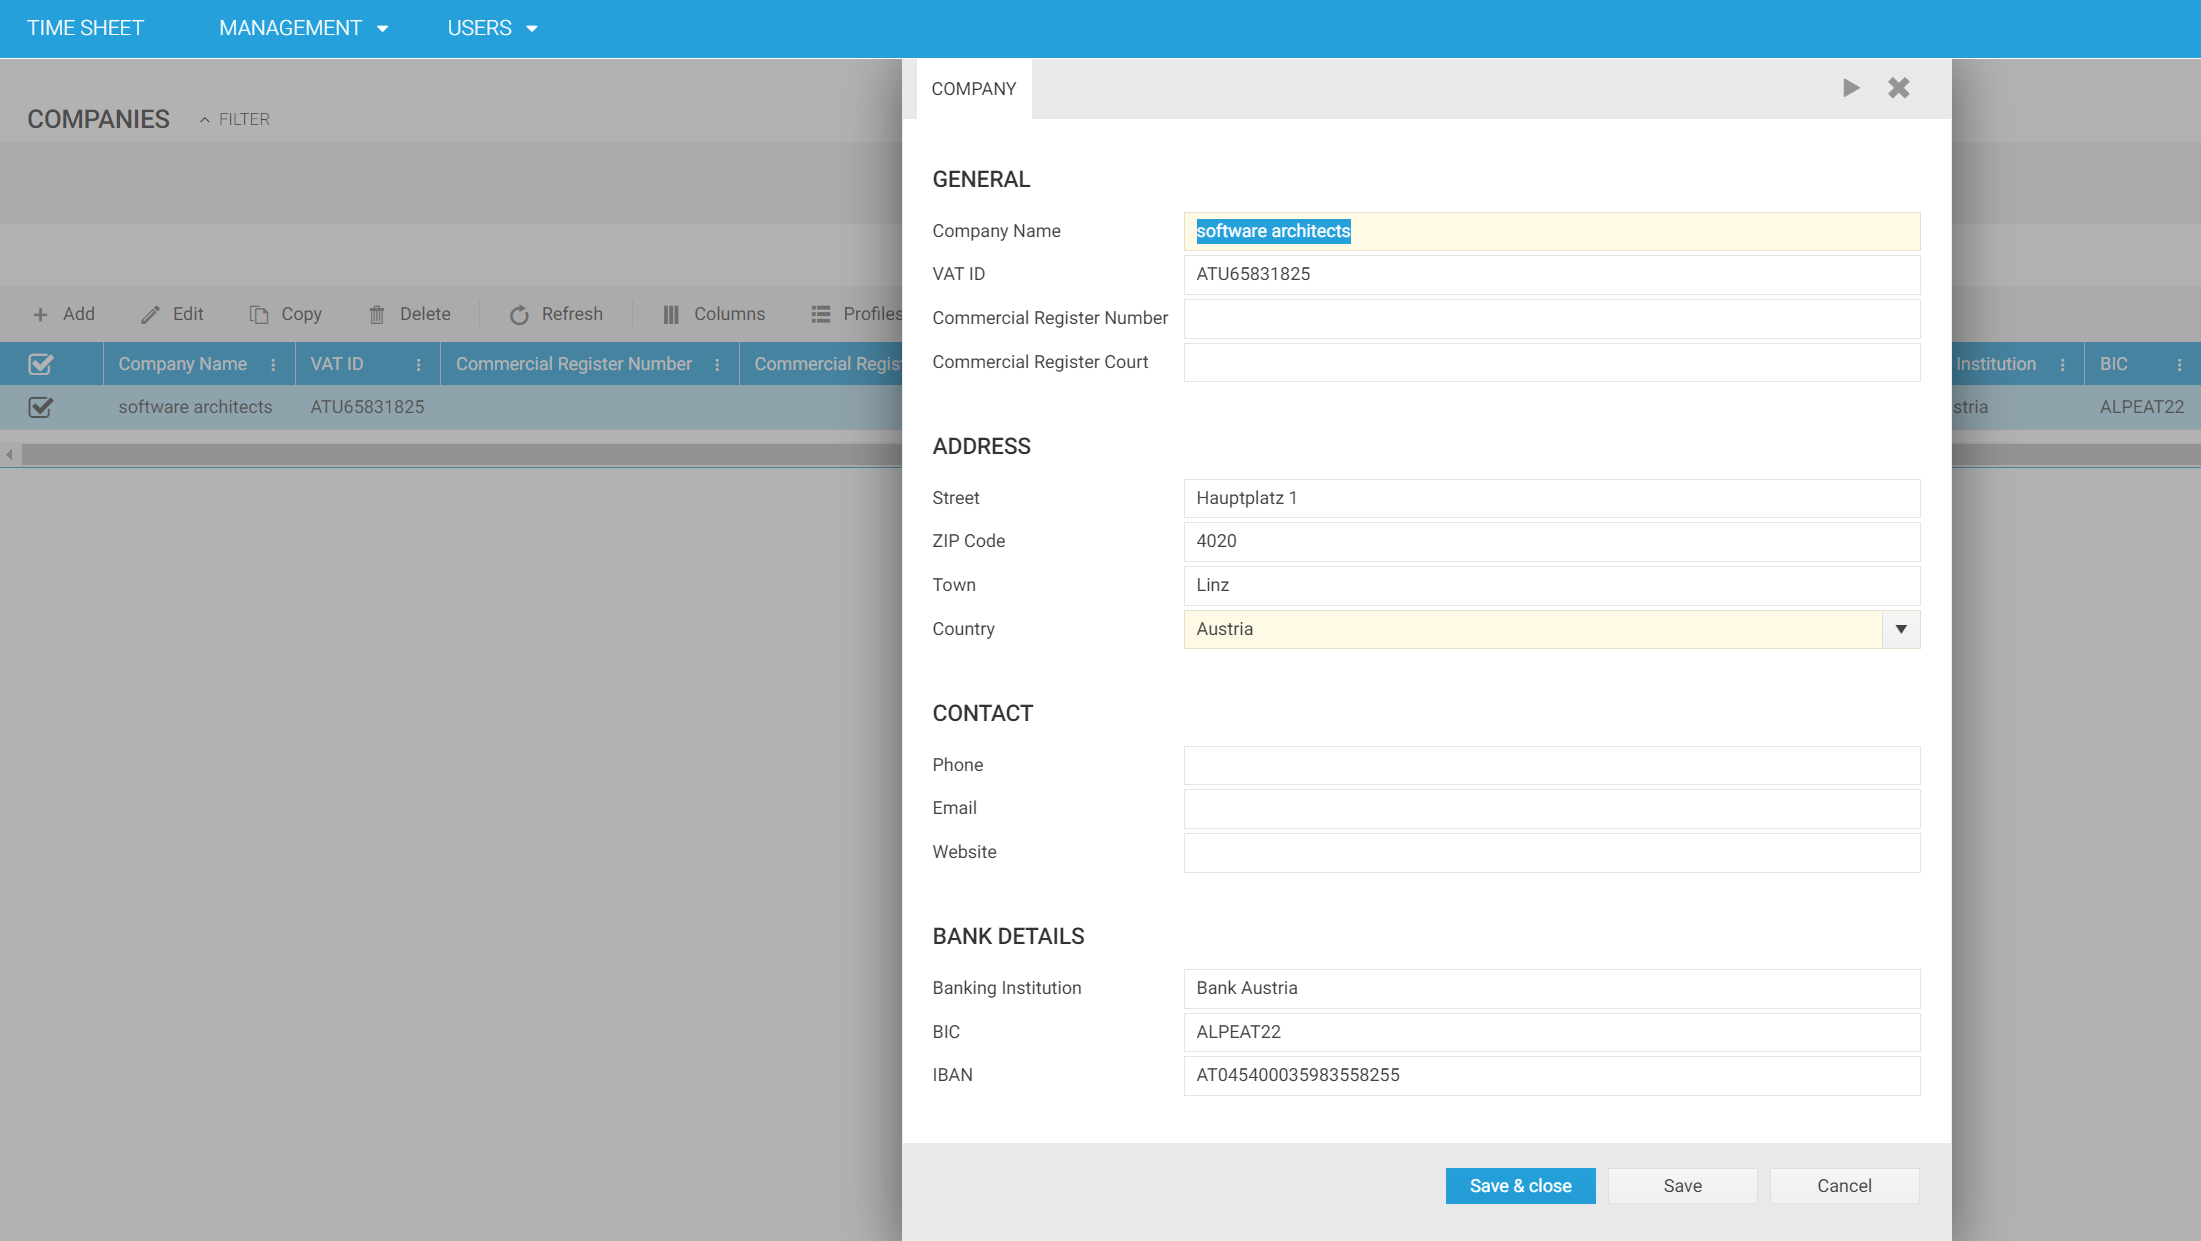 TIME SHEET MANAGEMENT USERS
COMPANIES FILTER
Add Edit Copy Delete Refresh Columns Profiles
Company Name VAT ID Commercial Register Number Commercial Regis Institution BIC
software architects ATU65831825 stria ALPEAT22
COMPANY
GENERAL
Company Name software architects
VAT ID ATU65831825
Commercial Register Number
Commercial Register Court
ADDRESS
Street Hauptplatz 1
ZIP Code 4020
Town Linz
Country Austria
CONTACT
Phone
Email
Website
BANK DETAILS
Banking Institution Bank Austria
BIC ALPEAT22
IBAN AT045400035983558255
Save & close Save Cancel